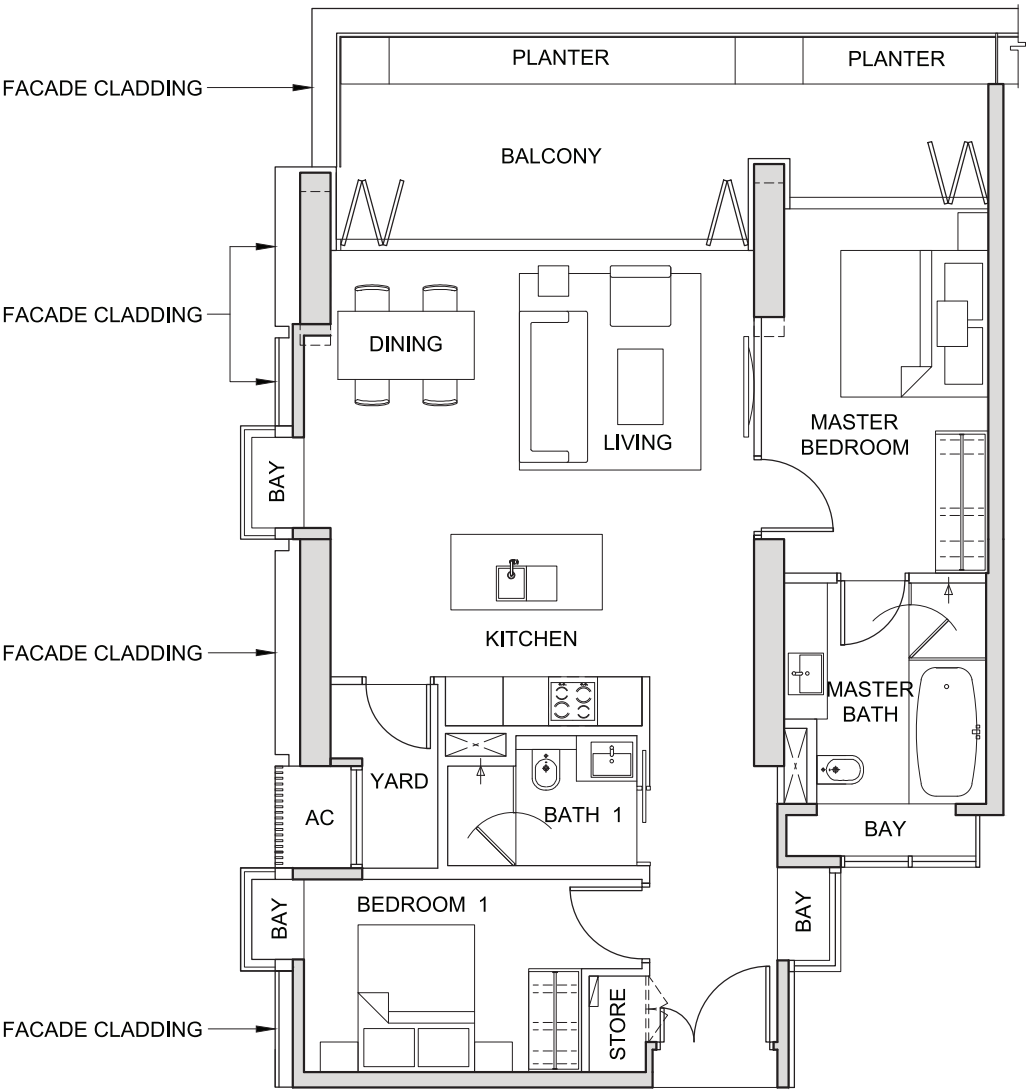 PLANTER
PLANTER
FACADE CLADDING
BALCONY
FACADE CLADDING
DINING
MASTER
BEDROOM
LIVING
BAY
KITCHEN
FACADE CLADDING
MASTER
BATH
YARD
AC
BATH 1
BAY
BEDROOM 1
BAY
BAY
STORE
FACADE CLADDING